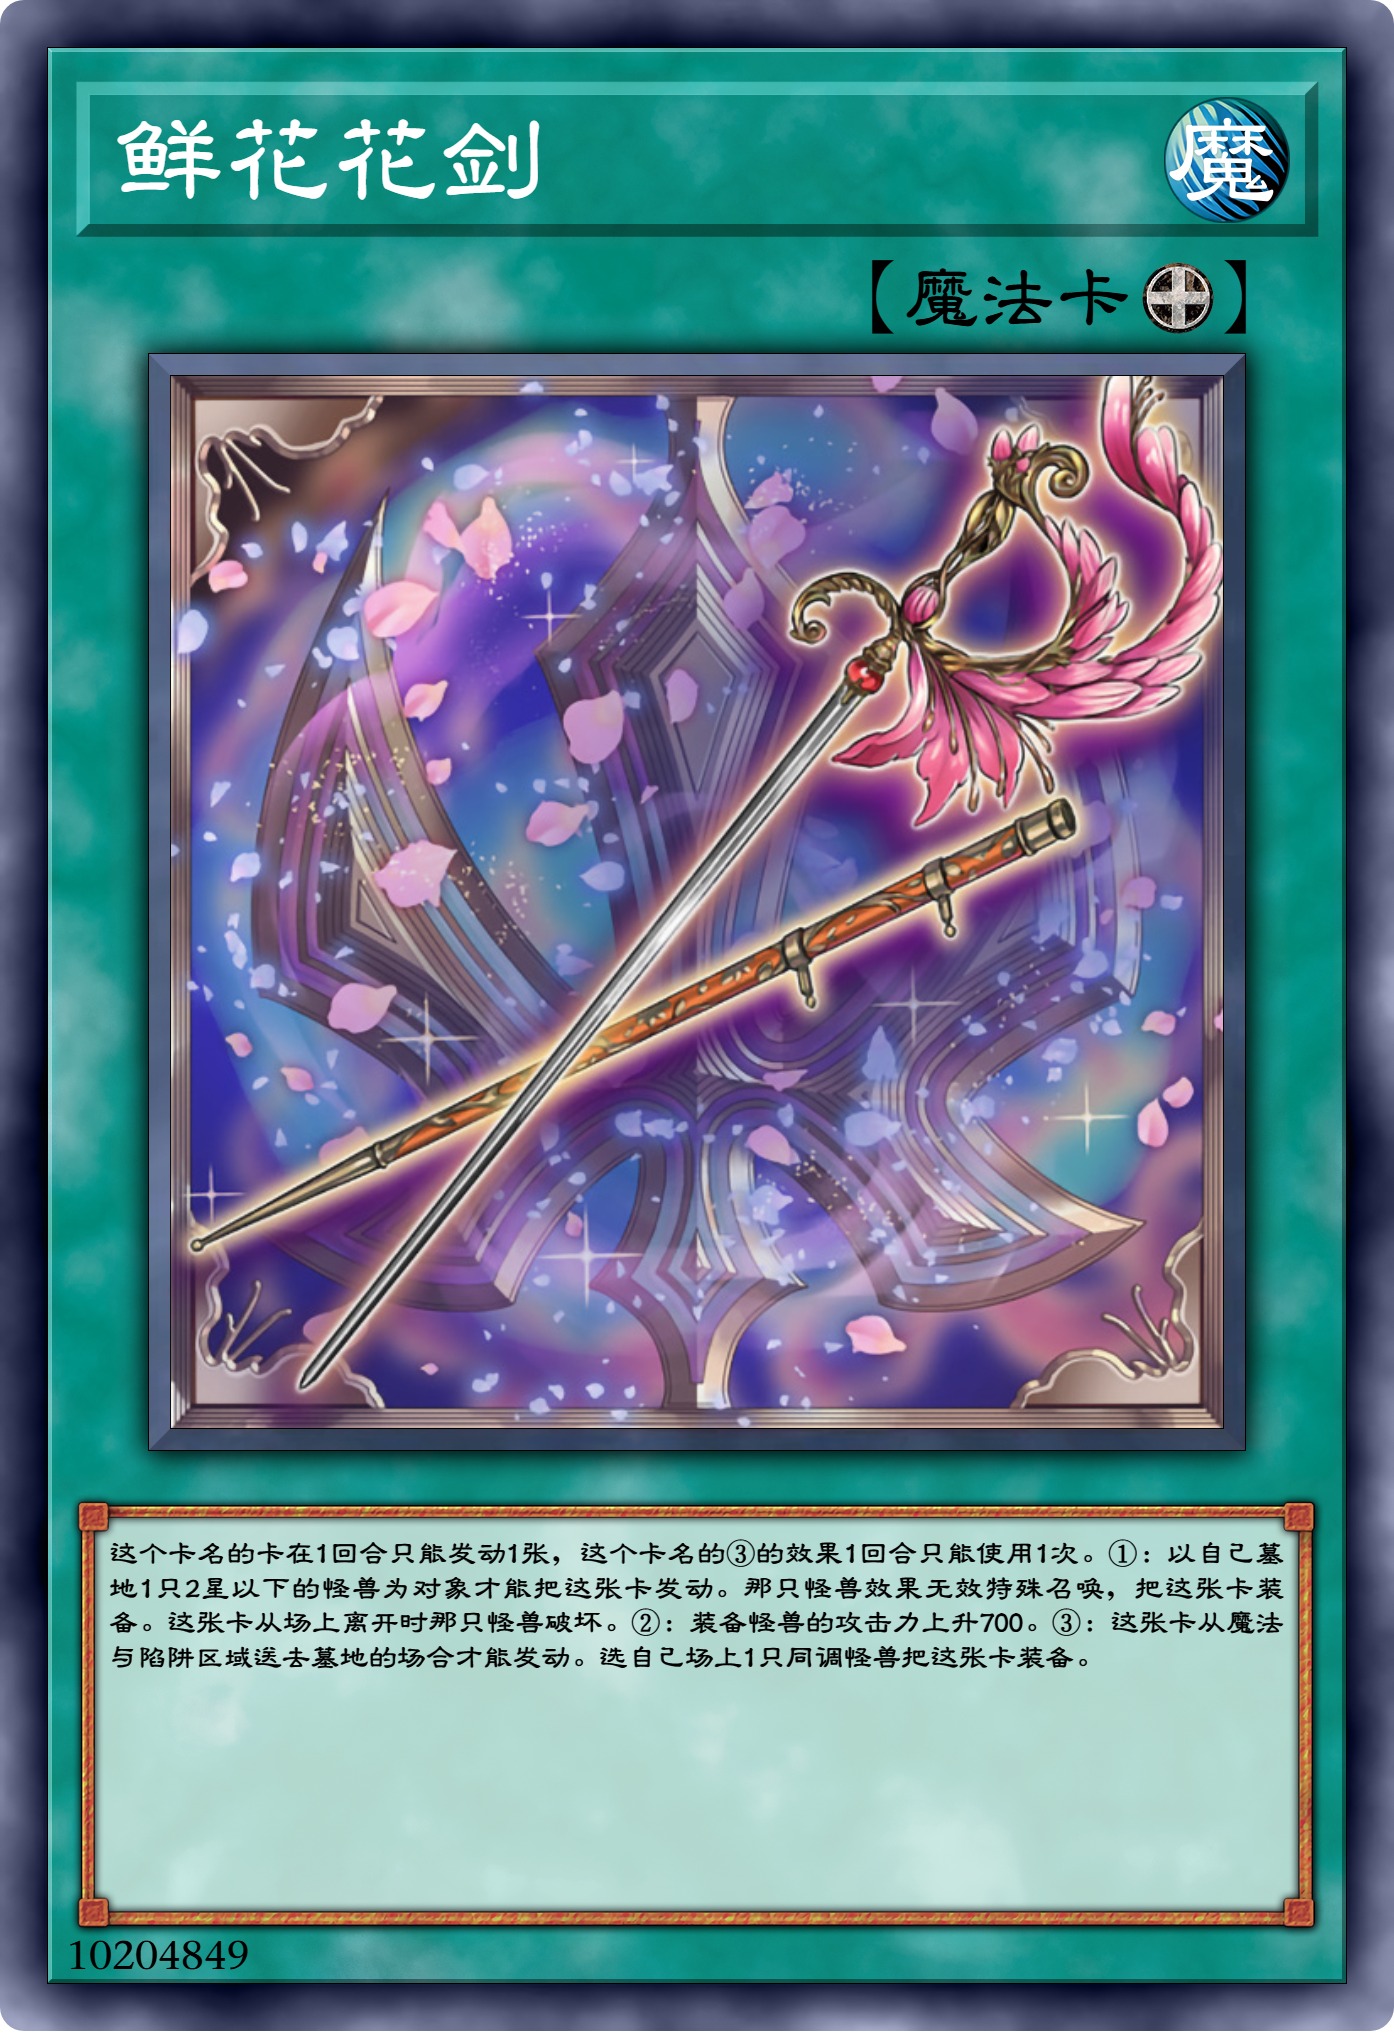 鲜花花剑
魔
【魔法卡】
这个卡名的卡在1回合只能发动1张，这个卡名的③的效果1回合只能使用1次。①：以自己墓
地1只2星以下的怪兽为对象才能把这张卡发动。那只怪兽效果无效特殊召唤，把这张卡装
备。这张卡从场上离开时那只怪兽破坏。②：装备怪兽的攻击力上升700。③：这张卡从魔法
与陷阱区域送去墓地的场合才能发动。选自己场上1只同调怪兽把这张卡装备。
10204849